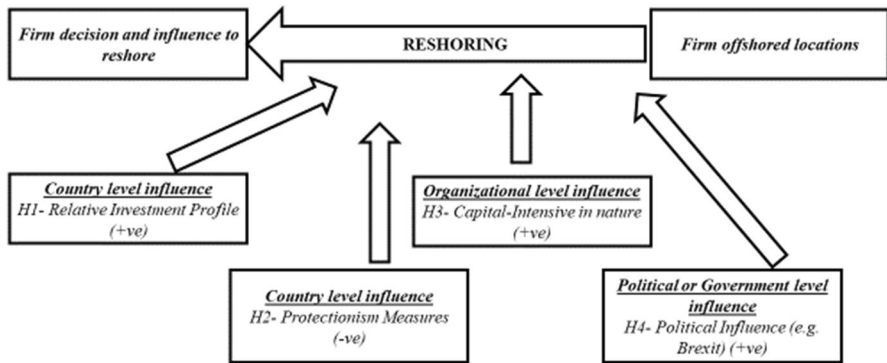 Firm decision and influence to
reshore
RESHORING
Firm offshored locations
Country level influence
H1- Relative Investment Profile
(+ve)
Organizational level influence
H3- Capital-Intensive in nature
(+ve)
Country level influence
H2- Protectionism Measures
(-ve)
Political or Government level
influence
H4- Political Influence (e.g.
Brexit) (+ve)